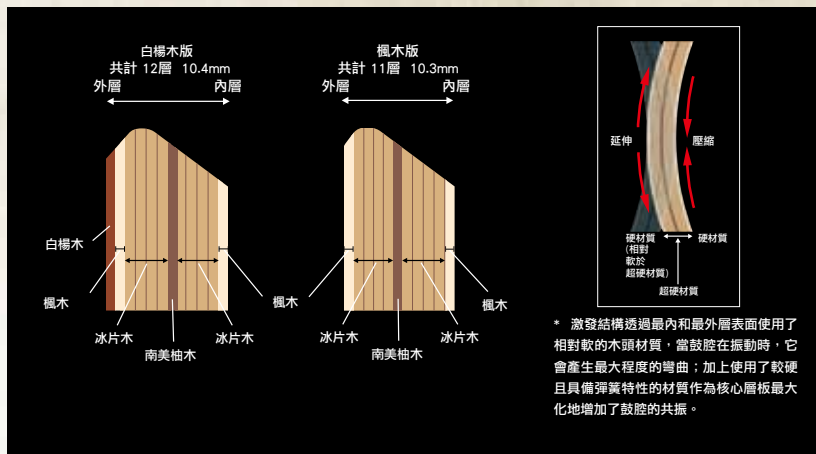 白楊木版
共計 12層 10.4mm
外層 內層
白楊木
楓木
楓木
冰片木
冰片木
南美柚木
楓木版
共計 11層 10.3mm
外層 內層
楓木
冰片木
冰片木
南美柚木
延伸
壓縮
硬材質
(相對
軟於
超硬材質)
硬材質
超硬材質
* 激發結構透過最內和最外層表面使用了
相對軟的木頭材質，當鼓腔在振動時，它
會產生最大程度的彎曲；加上使用了較硬
且具備彈簧特性的材質作為核心層板最大
化地增加了鼓腔的共振。